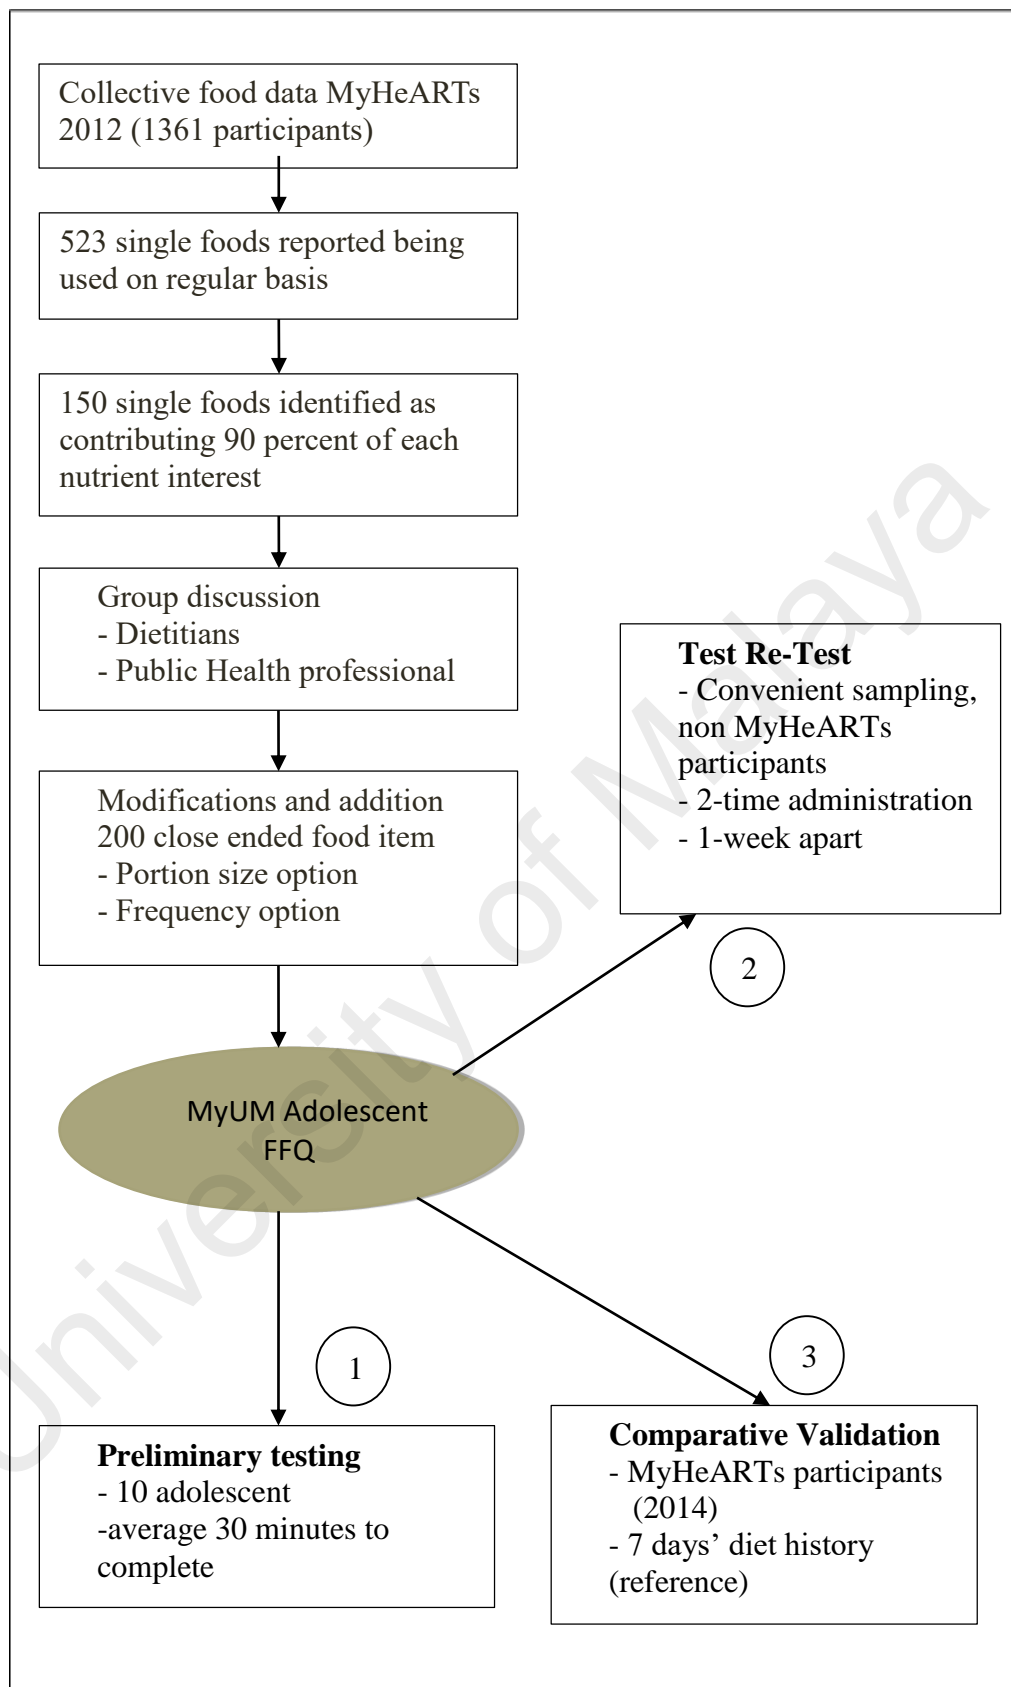 Collective food data MyHeARTs
2012 (1361 participants)
523 single foods reported being
used on regular basis
150 single foods identified as
contributing 90 percent of each
nutrient interest
Group discussion
- Dietitians
- Public Health professional
Modifications and addition
200 close ended food item
- Portion size option
- Frequency option
Test Re-Test
- Convenient sampling,
non MyHeARTs
participants
- 2-time administration
- 1-week apart
2
MyUM Adolescent
FFQ
1
3
Preliminary testing
- 10 adolescent
-average 30 minutes to
complete
Comparative Validation
- MyHeARTs participants
(2014)
- 7 days’ diet history
(reference)
University of Malaya